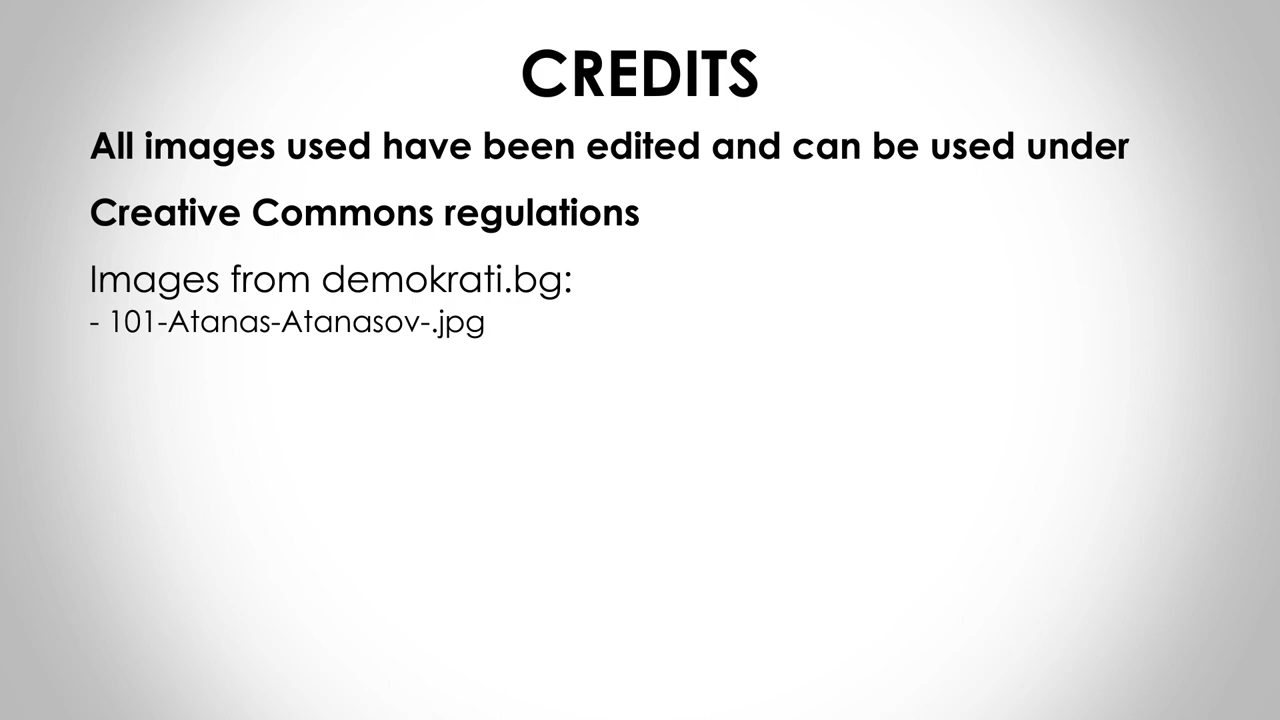 CREDITS
All images used have been edited and can be used under
Creative Commons regulations
Images from demokrati.bg:
- 101-Atanas-Atanasov-.jpg